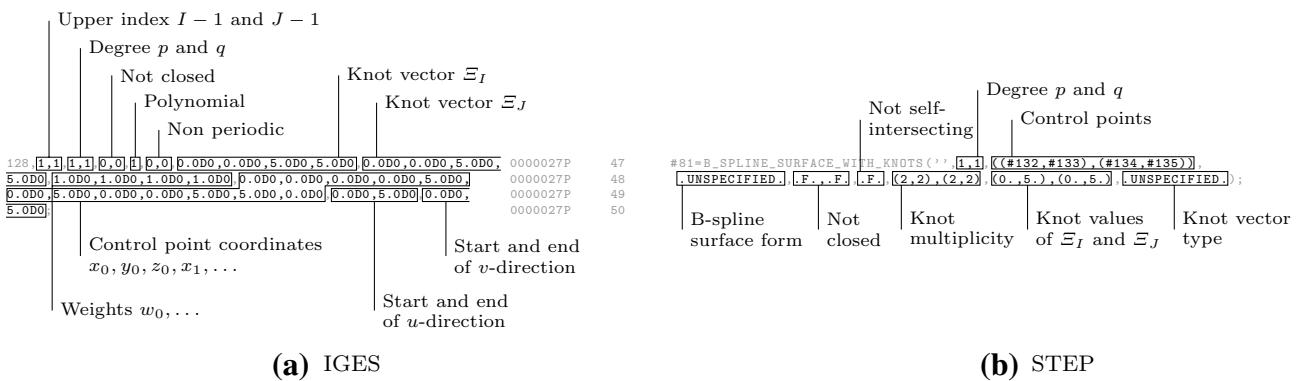 Upper index I − 1 and J − 1
Degree p and q
Not closed
Polynomial
Non periodic
Knot vector Ξ_I
Knot vector Ξ_J
128,1,1,1,1,0,0,1,0,0,0.0D0,0.0D0,5.0D0,5.0D0,0.0D0,0.0D0,5.0D0, 0000027P 47
5.0D0,1.0D0,1.0D0,1.0D0,1.0D0,0.0D0,0.0D0,0.0D0,0.0D0,5.0D0, 0000027P 48
0.0D0,5.0D0,0.0D0,0.0D0,5.0D0,5.0D0,0.0D0,0.0D0,5.0D0,0.0D0, 0000027P 49
5.0D0; 0000027P 50
Control point coordinates
x_0, y_0, z_0, x_1, . . .
Start and end
of v-direction
Weights w_0, . . .
Start and end
of u-direction
(a) IGES
Degree p and q
Not self-
intersecting
Control points
#81=B_SPLINE_SURFACE_WITH_KNOTS('',1,1,((#132,#133),(#134,#135)),
.UNSPECIFIED.,.F.,.F.,.F.,(2,2),(2,2),(0.,5.),(0.,5.),.UNSPECIFIED.);
B-spline
surface form
Not
closed
Knot
multiplicity
Knot values
of Ξ_I and Ξ_J
Knot vector
type
(b) STEP